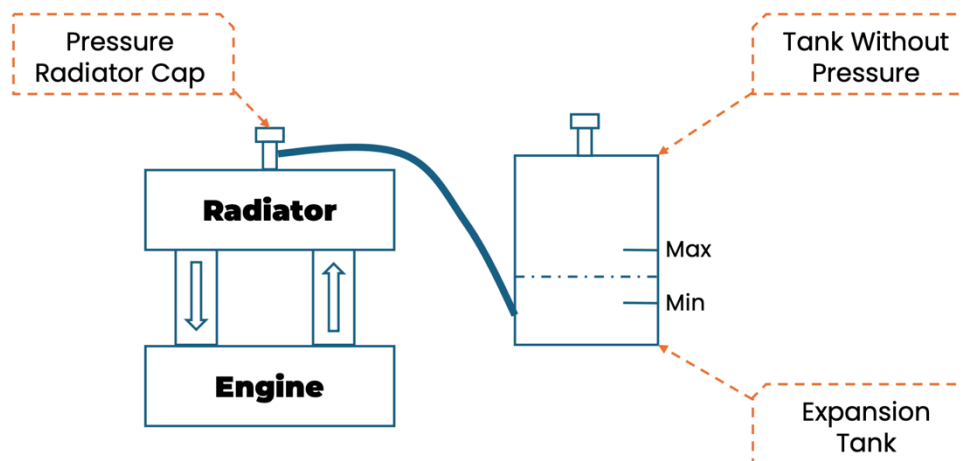 Pressure
Radiator Cap
Tank Without
Pressure
Radiator
Max
Min
Engine
Expansion
Tank